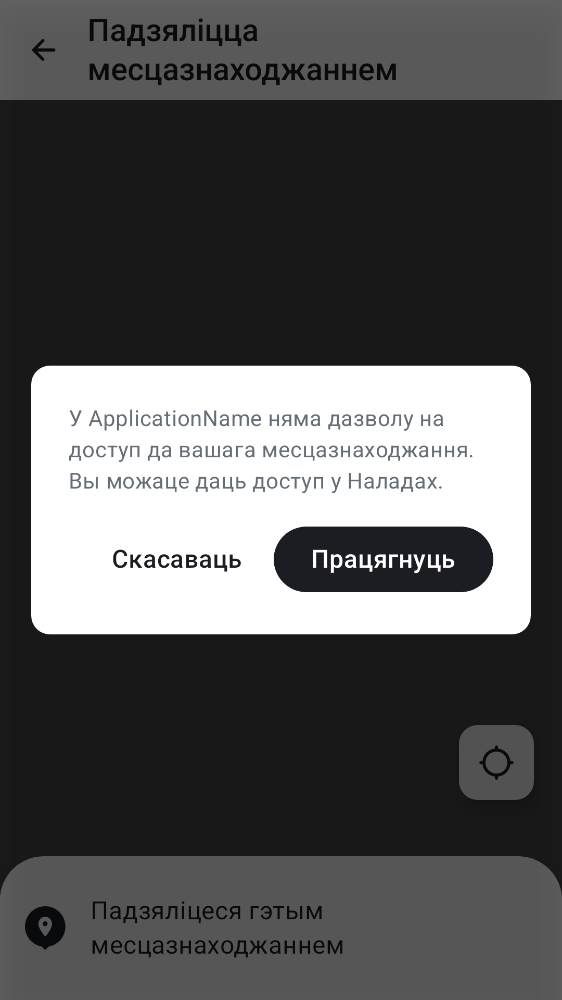 Падзяліцца
месцазнаходжаннем
У ApplicationName няма дазволу на
доступ да вашага месцазнаходжання.
Вы можаце даць доступ у Наладах.
Скасаваць
Працягнуць
Падзяліцеся гэтым
месцазнаходжаннем